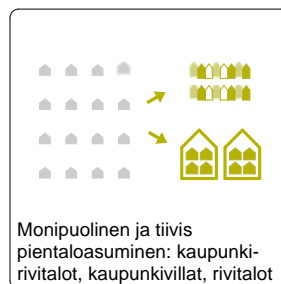 Monipuolinen ja tiivis
pientaloasuminen: kaupunki-
rivitalot, kaupunkivillat, rivitalot